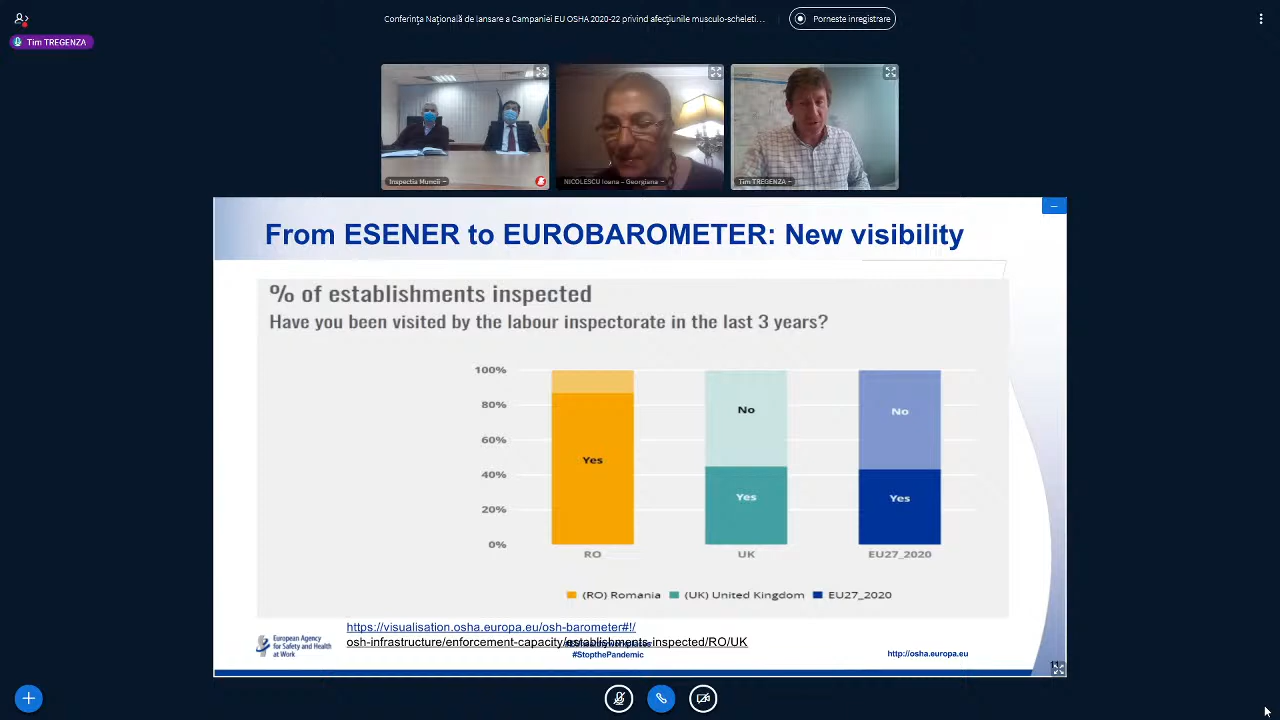 Conferința Națională de lansare a Campaniei EU OSHA 2020-22 privind afecțiunile musculo-scheleti...
Porneste inregistrare
Tim TREGENZA
Inspectia Muncii
NICOLESCU Ioana - Georgiana
Tim TREGENZA
From ESENER to EUROBAROMETER: New visibility
% of establishments inspected
Have you been visited by the labour inspectorate in the last 3 years?
100%
80%
60%
40%
20%
0%
Yes
No
Yes
No
Yes
RO
UK
EU27_2020
(RO) Romania
(UK) United Kingdom
EU27_2020
https://visualisation.osha.europa.eu/osh-barometer#!/
osh-infrastructure/enforcement-capacity/establishments-inspected/RO/UK
#StopthePandemic
European Agency
for Safety and Health
at Work
http://osha.europa.eu